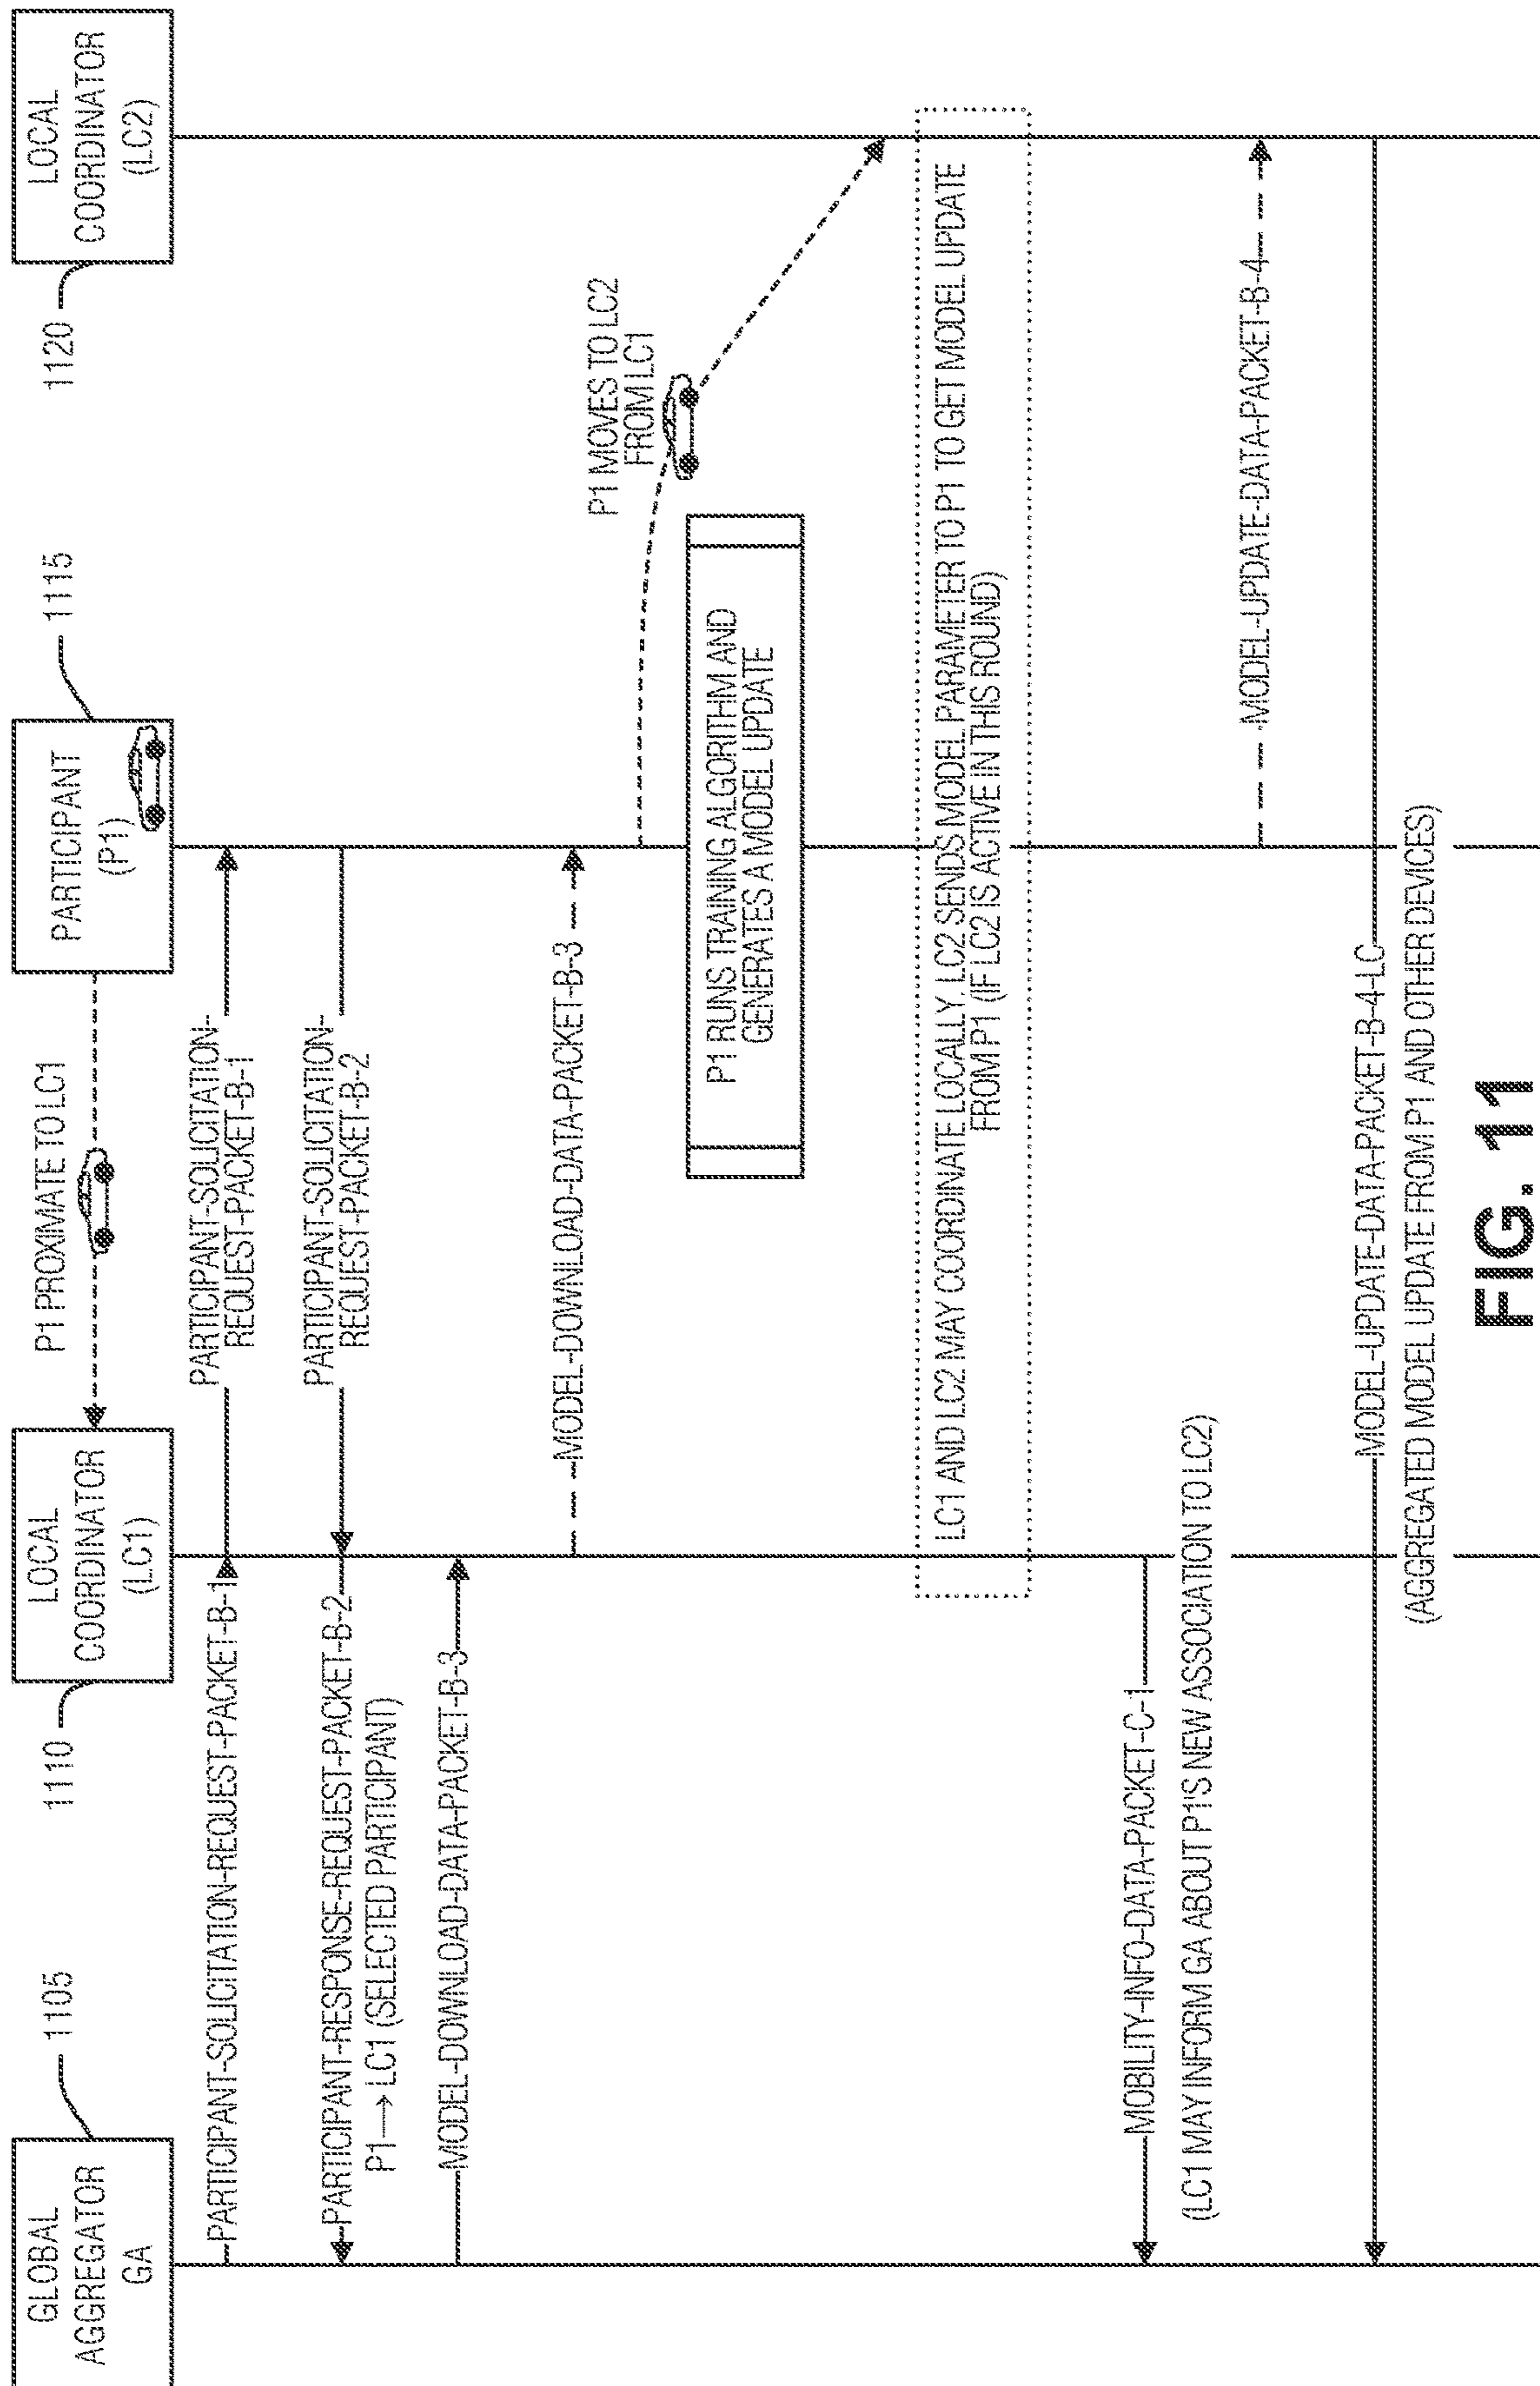 GLOBAL
AGGREGATOR
GA
1105
LOCAL
COORDINATOR
(LC1)
1110
P1 PROXIMATE TO LC1
PARTICIPANT
(P1)
1115
LOCAL
COORDINATOR
(LC2)
1120
PARTICIPANT-SOLICITATION-REQUEST-PACKET-B-1
PARTICIPANT-SOLICITATION-
REQUEST-PACKET-B-1
PARTICIPANT-RESPONSE-REQUEST-PACKET-B-2
P1→LC1 (SELECTED PARTICIPANT)
PARTICIPANT-SOLICITATION-
REQUEST-PACKET-B-2
MODEL-DOWNLOAD-DATA-PACKET-B-3
MODEL-DOWNLOAD-DATA-PACKET-B-3
P1 MOVES TO LC2
FROM LC1
P1 RUNS TRAINING ALGORITHM AND
GENERATES A MODEL UPDATE
LC1 AND LC2 MAY COORDINATE LOCALLY. LC2 SENDS MODEL PARAMETER TO P1 TO GET MODEL UPDATE
FROM P1 (IF LC2 IS ACTIVE IN THIS ROUND)
MOBILITY-INFO-DATA-PACKET-C-1
(LC1 MAY INFORM GA ABOUT P1'S NEW ASSOCIATION TO LC2)
MODEL-UPDATE-DATA-PACKET-B-4
MODEL-UPDATE-DATA-PACKET-B-4-LC
(AGGREGATED MODEL UPDATE FROM P1 AND OTHER DEVICES)
FIG. 11